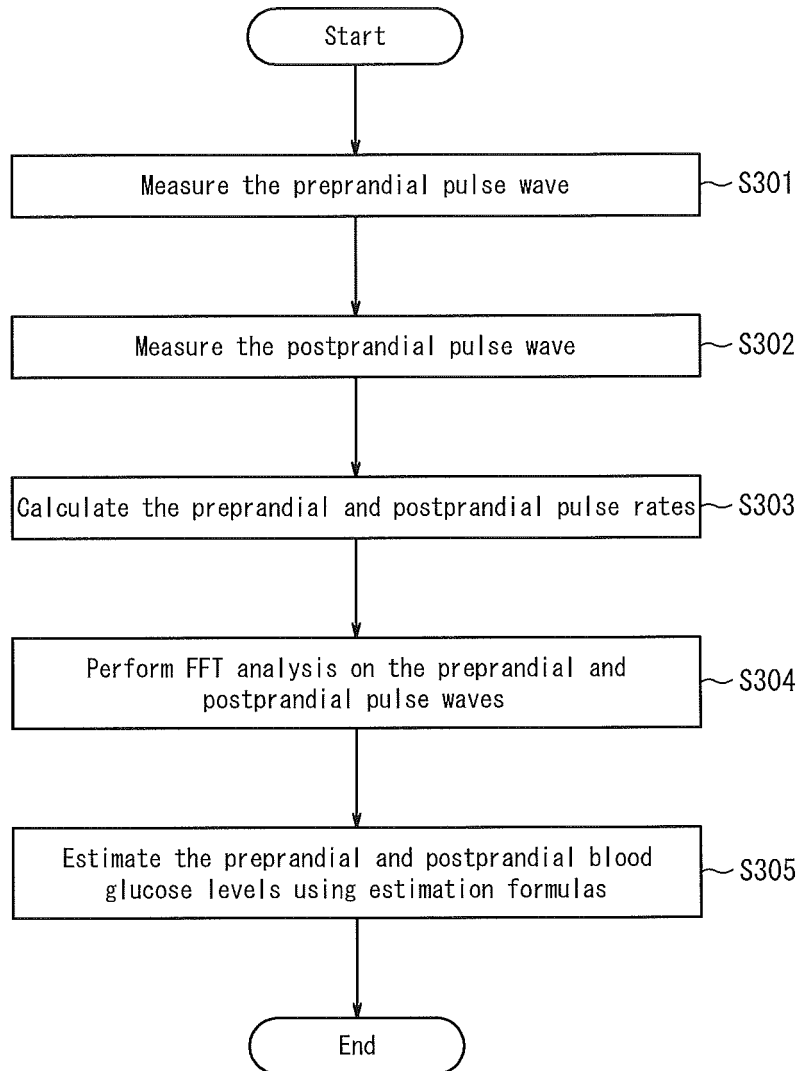 Start
Measure the preprandial pulse wave
S301
Measure the postprandial pulse wave
S302
Calculate the preprandial and postprandial pulse rates
S303
Perform FFT analysis on the preprandial and
postprandial pulse waves
S304
Estimate the preprandial and postprandial blood
glucose levels using estimation formulas
S305
End